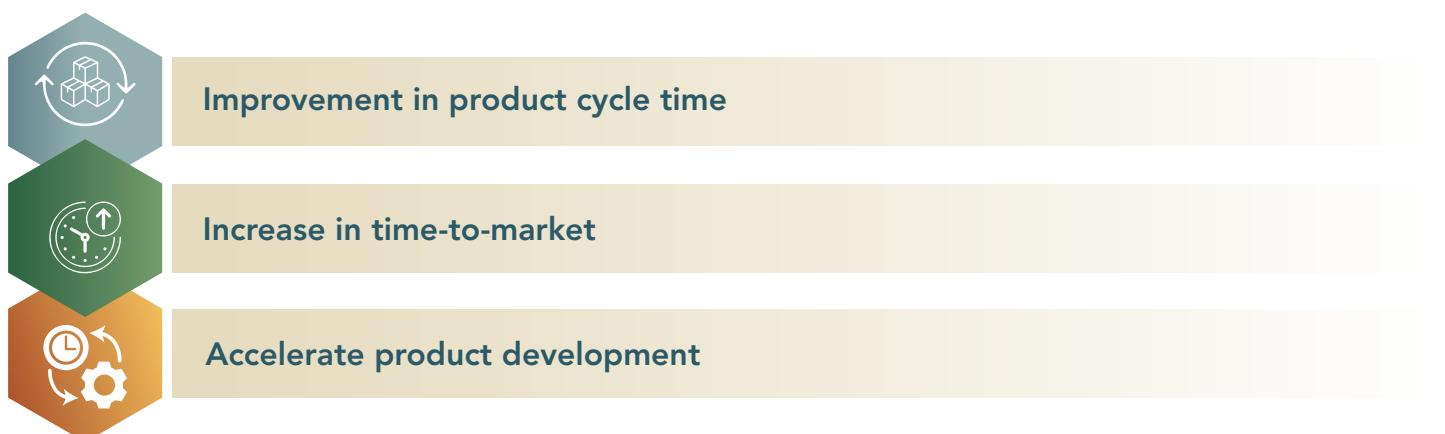 Improvement in product cycle time
Increase in time-to-market
Accelerate product development